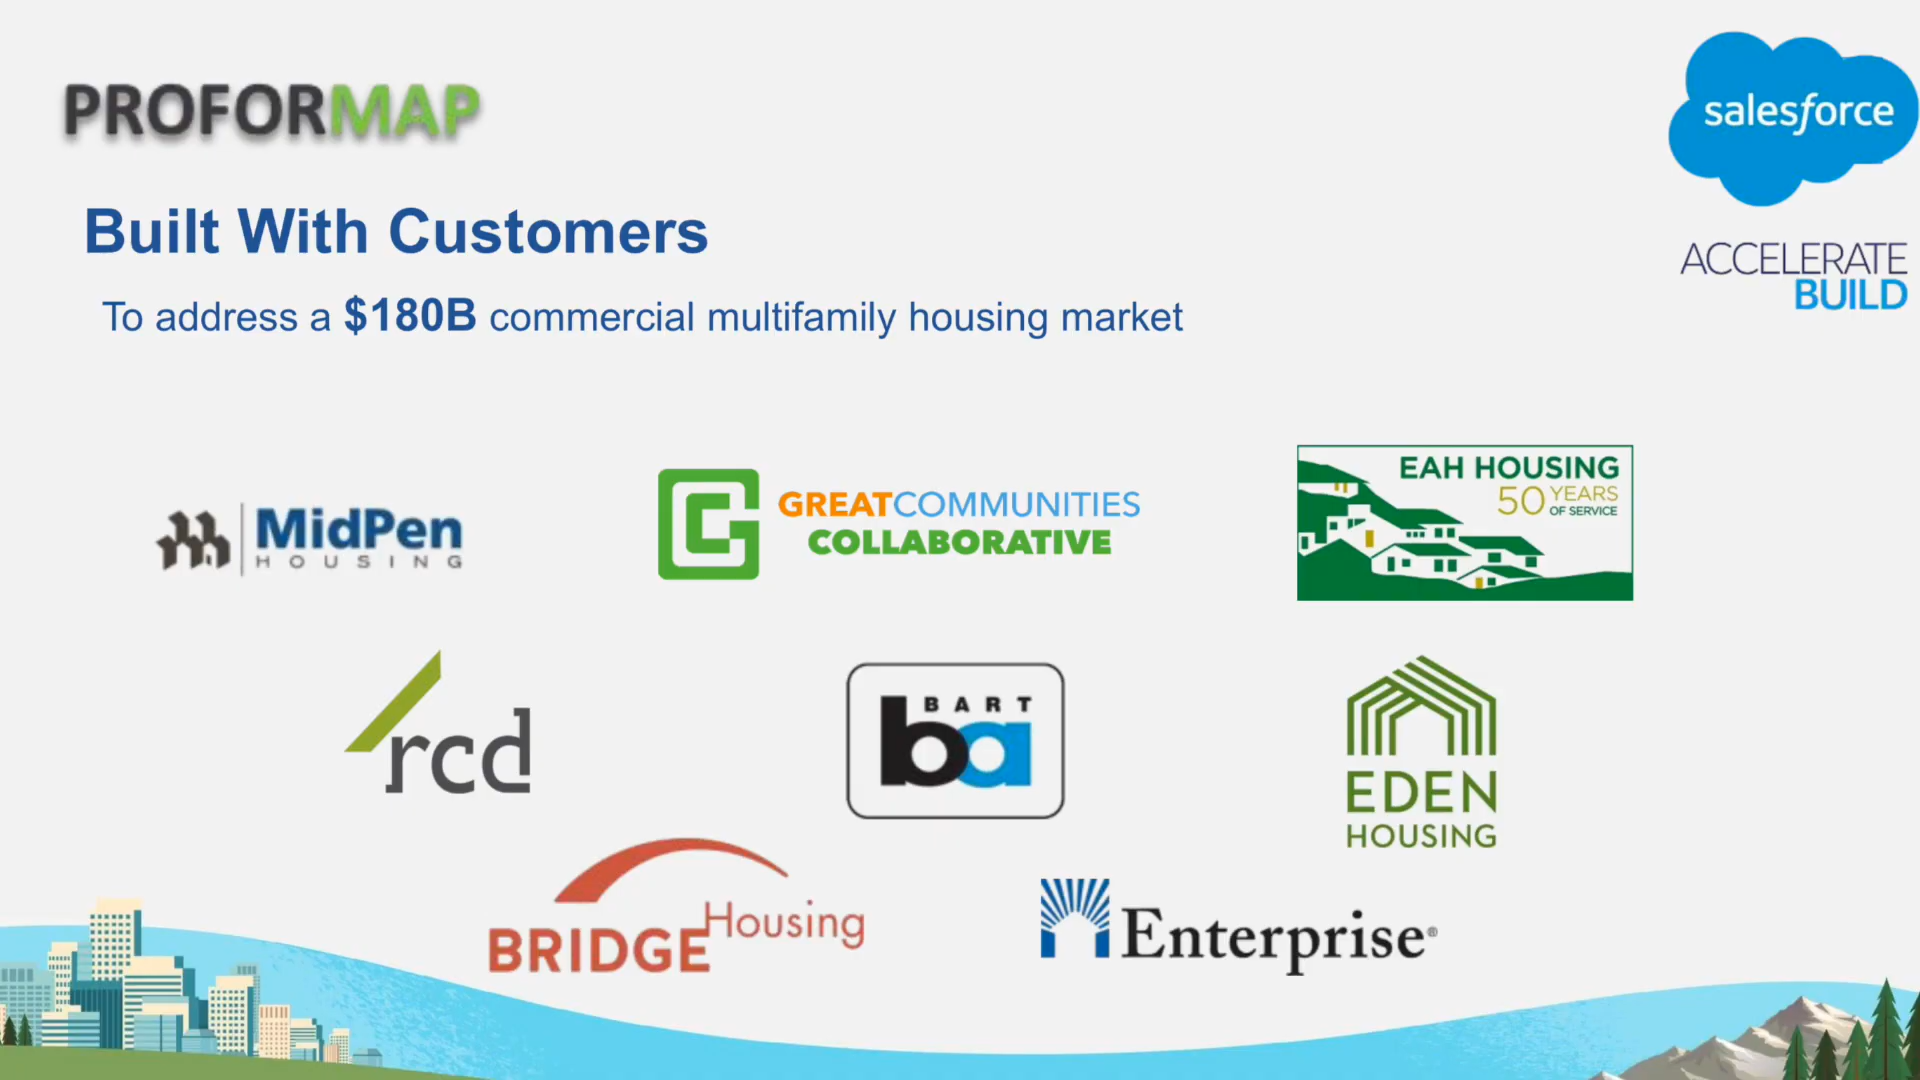 PROFORMAP
salesforce
ACCELERATE
BUILD
Built With Customers
To address a $180B commercial multifamily housing market
MidPen
HOUSING
GREATCOMMUNITIES
COLLABORATIVE
EAH HOUSING
50 YEARS
OF SERVICE
rcd
BART
ba
EDEN
HOUSING
BRIDGE Housing
Enterprise®